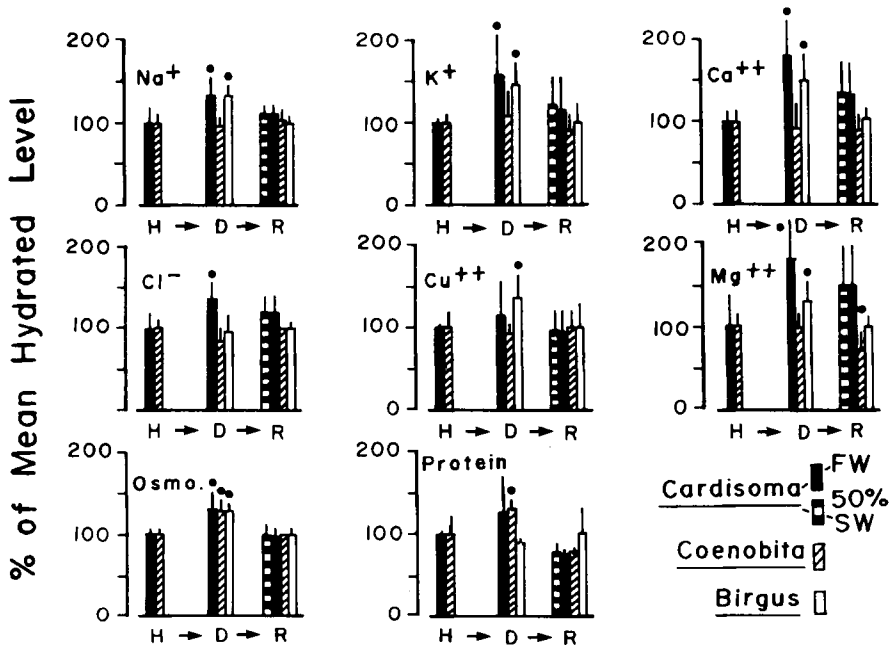 % of Mean Hydrated Level
200
100
0
Na+
H → D → R
200
100
0
K+
H → D → R
200
100
0
Ca++
H → D → R
200
100
Cl−
H → D → R
200
100
0
Cu++
H → D → R
200
100
0
Mg++
H → D → R
200
100
0
Osmo.
H → D → R
200
100
0
Protein
H → D → R
Cardisoma
FW
50%
SW
Coenobita
Birgus